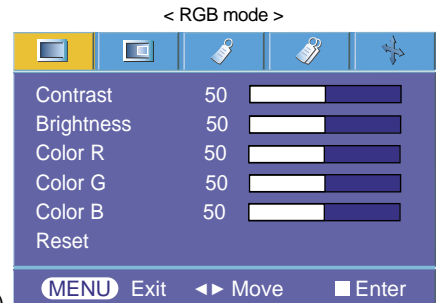 < RGB mode >
Contrast 50
Brightness 50
Color R 50
Color G 50
Color B 50
Reset
MENU Exit ◄► Move ■ Enter